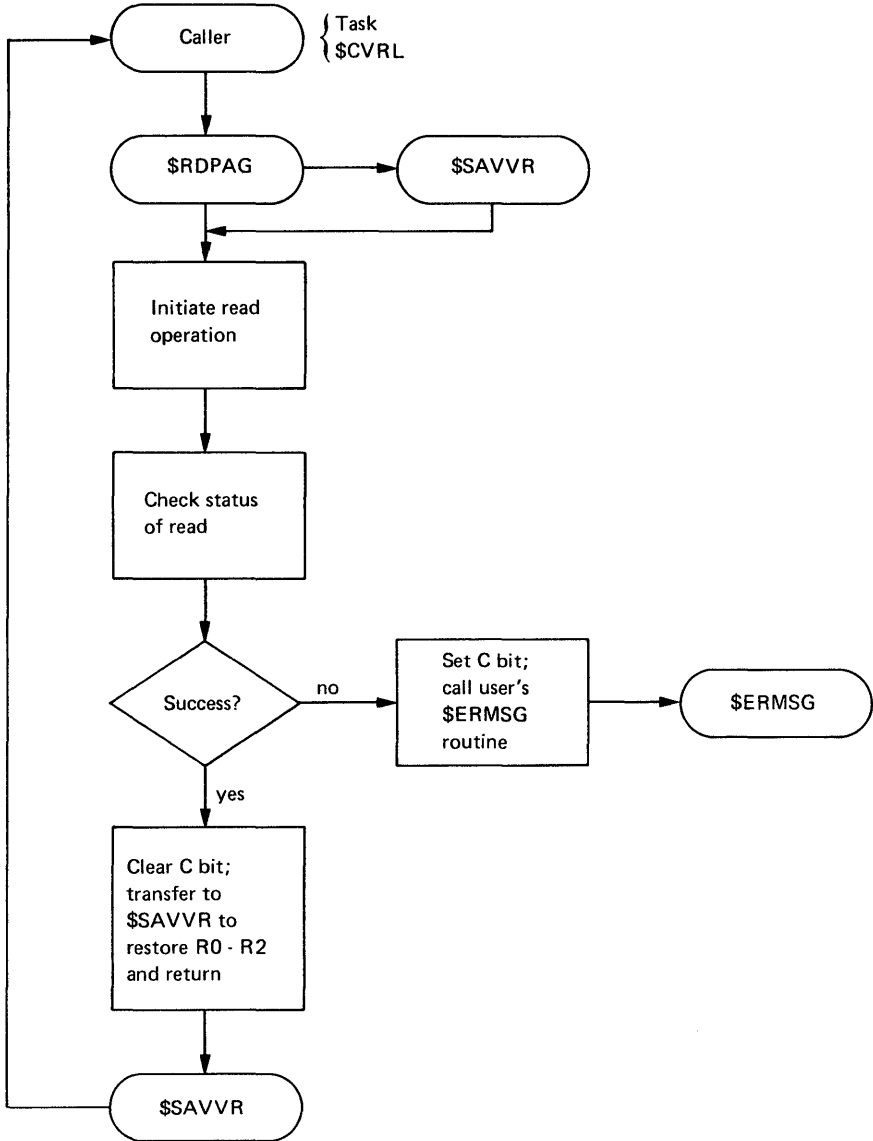 Caller
Task
$CVRL
$RDPAG
$SAVVR
Initiate read
operation
Check status
of read
Success?
no
Set C bit;
call user's
$ERMSG
routine
$ERMSG
yes
Clear C bit;
transfer to
$SAVVR to
restore R0 - R2
and return
$SAVVR